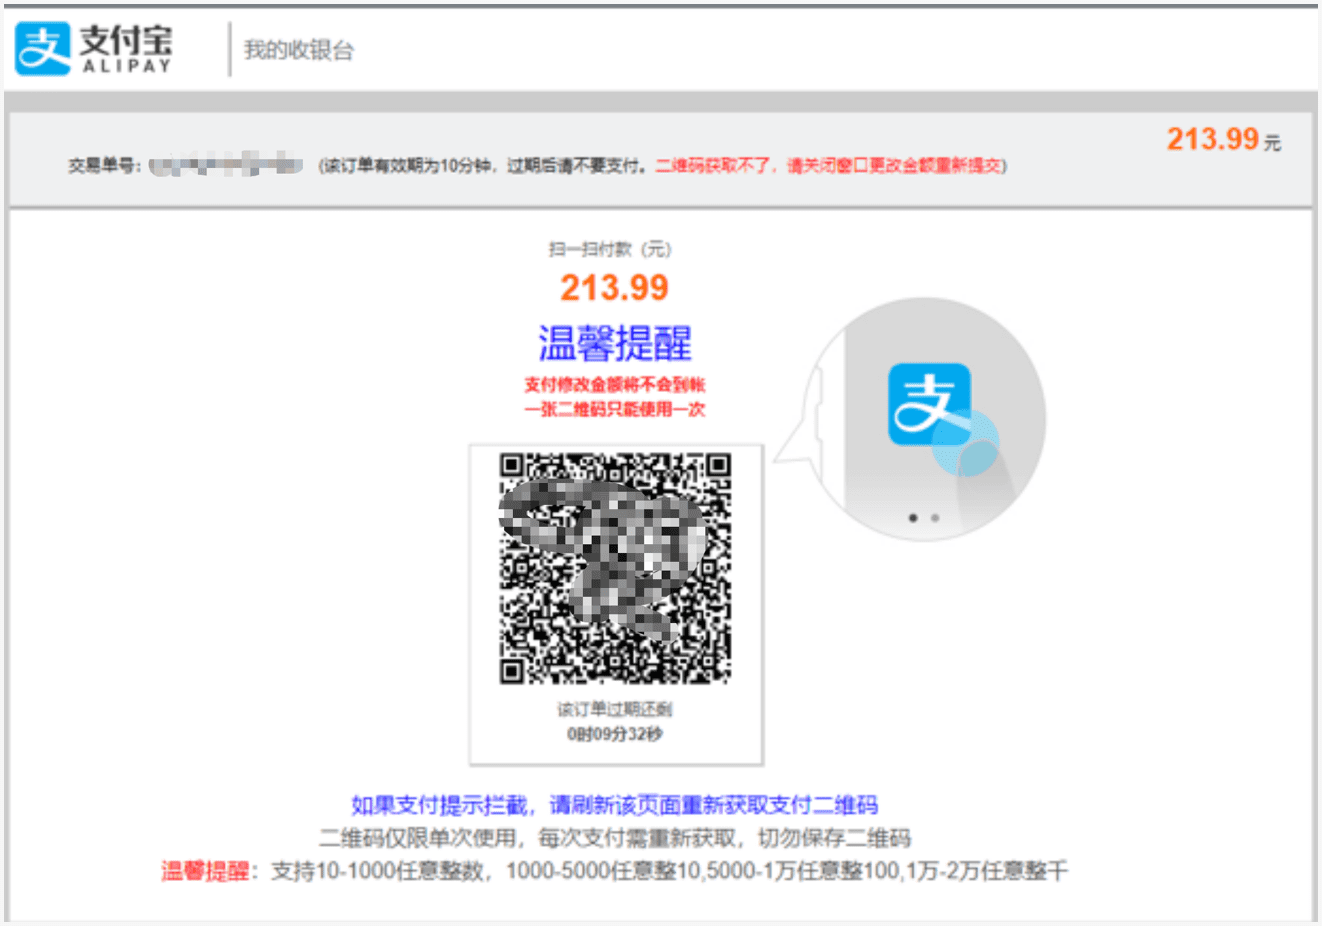 支付宝
ALIPAY
我的收银台
213.99元
交易单号： （该订单有效期为10分钟，过期后请不要支付。二维码获取不了，请关闭窗口更改金额重新提交）
扫一扫付款（元）
213.99
温馨提醒
支付修改金额将不会到帐
一张二维码只能使用一次
该订单过期还剩
0时09分32秒
如果支付提示拦截，请刷新该页面重新获取支付二维码
二维码仅限单次使用，每次支付需重新获取，切勿保存二维码
温馨提醒：支持10-1000任意整数，1000-5000任意整10,5000-1万任意整100,1万-2万任意整千